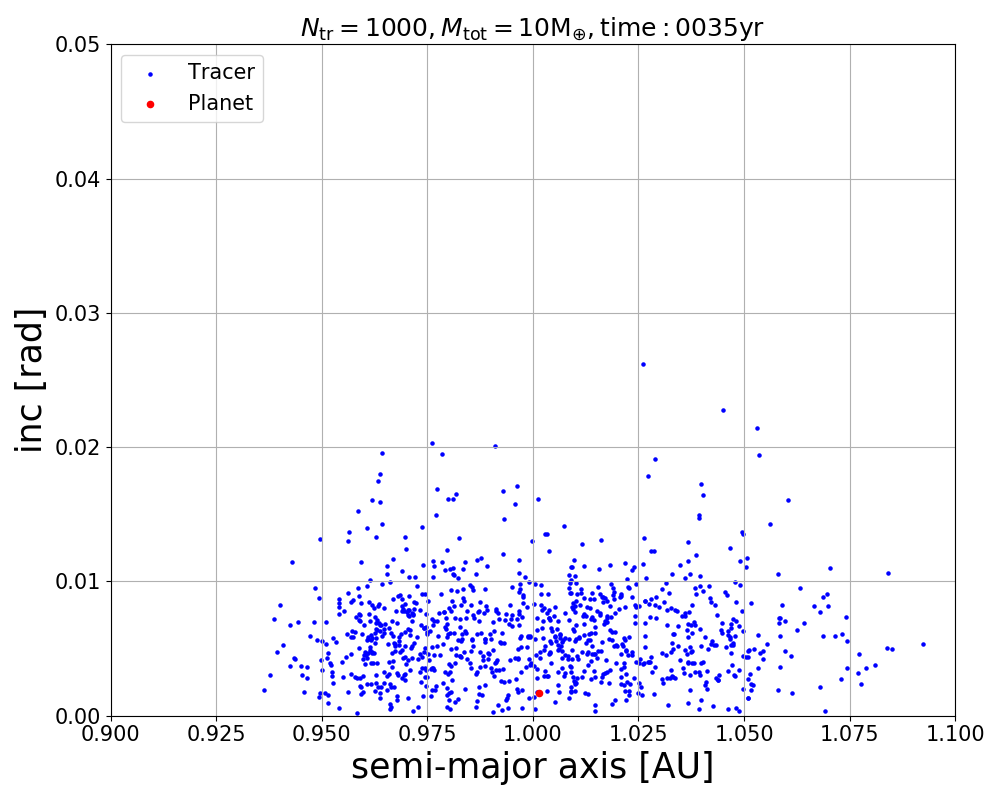 N_tr = 1000, M_tot = 10M_⊕, time : 0035yr
0.05
Tracer
Planet
0.04
0.03
0.02
0.01
0.00
inc [rad]
0.900 0.925 0.950 0.975 1.000 1.025 1.050 1.075 1.100
semi-major axis [AU]